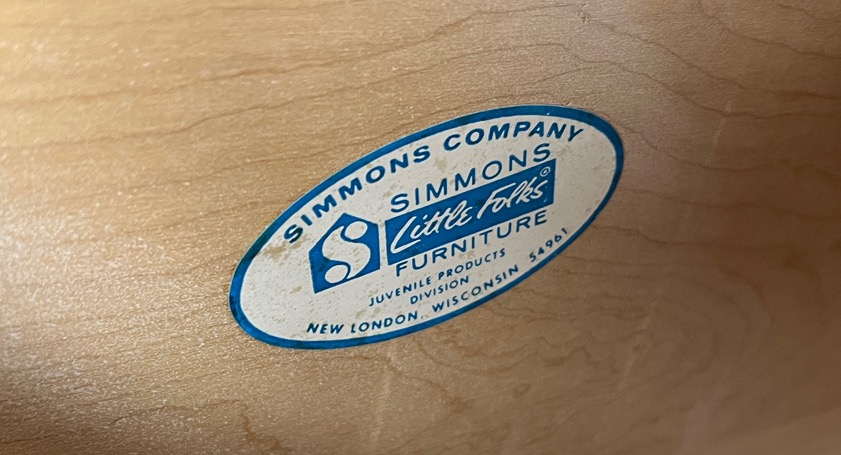 SIMMONS COMPANY
SIMMONS
Little Folks®
FURNITURE
JUVENILE PRODUCTS
DIVISION
NEW LONDON, WISCONSIN 54961